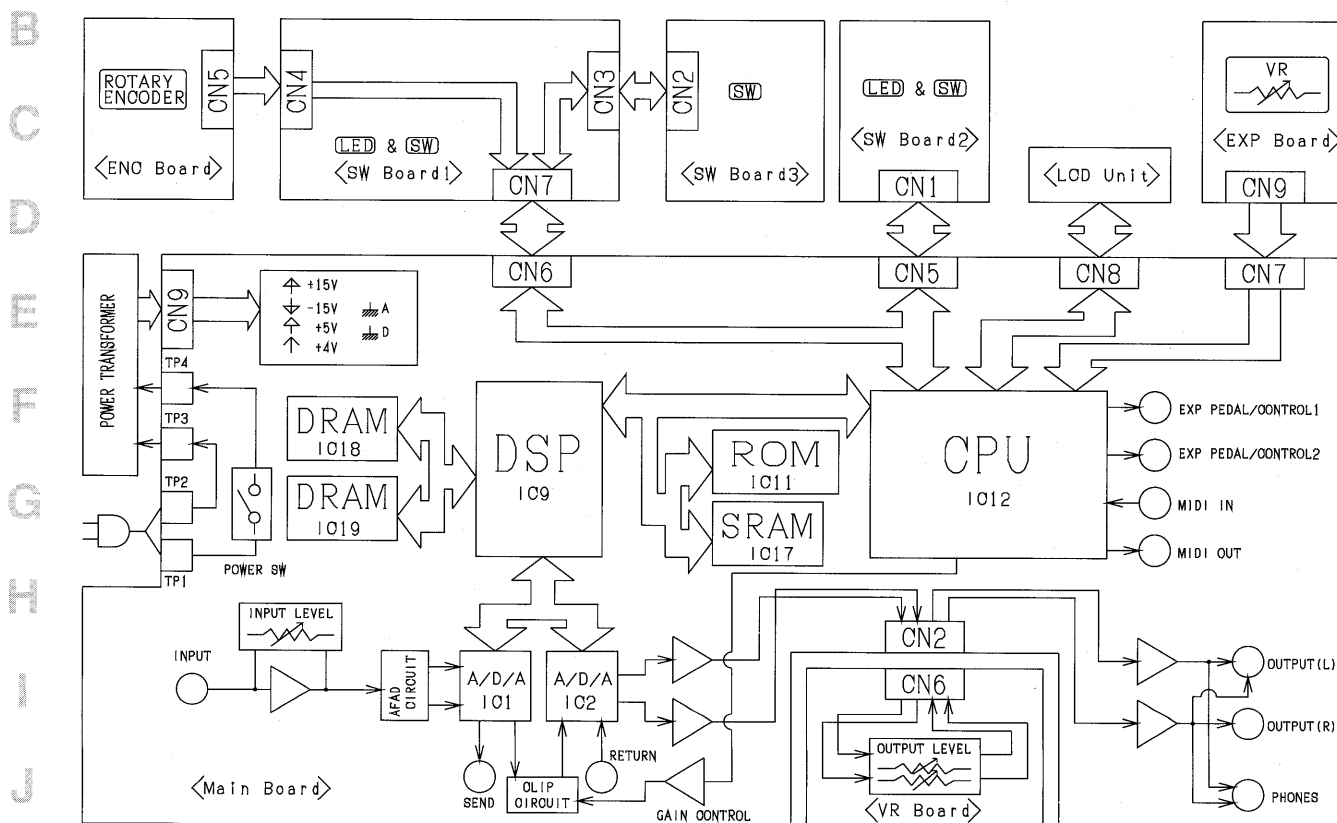 B
C
D
E
F
G
H
I
J
ROTARY
ENCODER
CN5
<ENC Board>
CN4
LED & SW
<SW Board1>
CN7
CN3
CN2
SW
<SW Board3>
LED & SW
<SW Board2>
CN1
<LCD Unit>
VR
<EXP Board>
CN9
CN6
CN5
CN8
CN7
POWER TRANSFORMER
CN9
+15V
-15V
+5V
+4V
A
D
TP4
TP3
TP2
TP1
POWER SW
DRAM
IC18
DRAM
IC19
DSP
IC9
ROM
IC11
SRAM
IC17
CPU
IC12
EXP PEDAL/CONTROL1
EXP PEDAL/CONTROL2
MIDI IN
MIDI OUT
INPUT LEVEL
INPUT
AFAD
CIRCUIT
A/D/A
IC1
A/D/A
IC2
SEND
CLIP
CIRCUIT
RETURN
GAIN CONTROL
<Main Board>
CN2
CN6
OUTPUT LEVEL
<VR Board>
OUTPUT(L)
OUTPUT(R)
PHONES